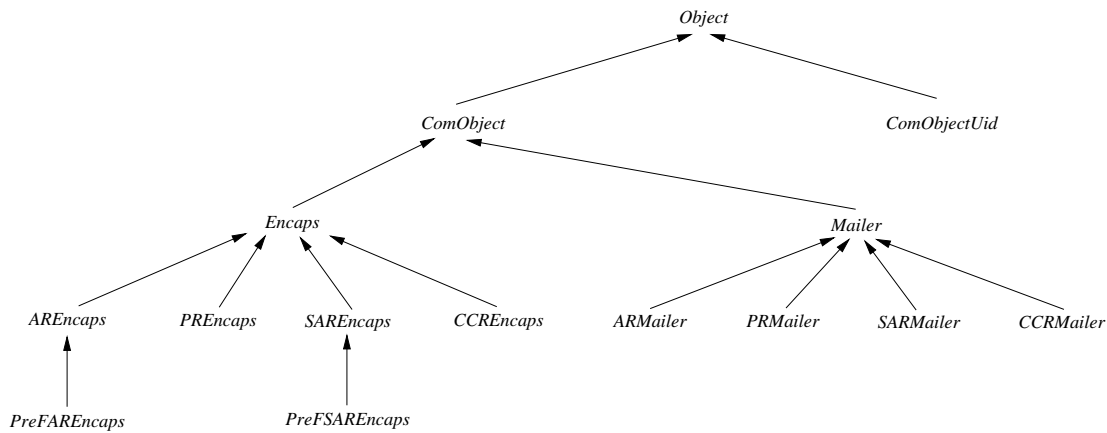 Object
ComObject
ComObjectUid
Encaps
Mailer
AREncaps
PREncaps
SAREncaps
CCREncaps
ARMailer
PRMailer
SARMailer
CCRMailer
PreFAREncaps
PreFSAREncaps